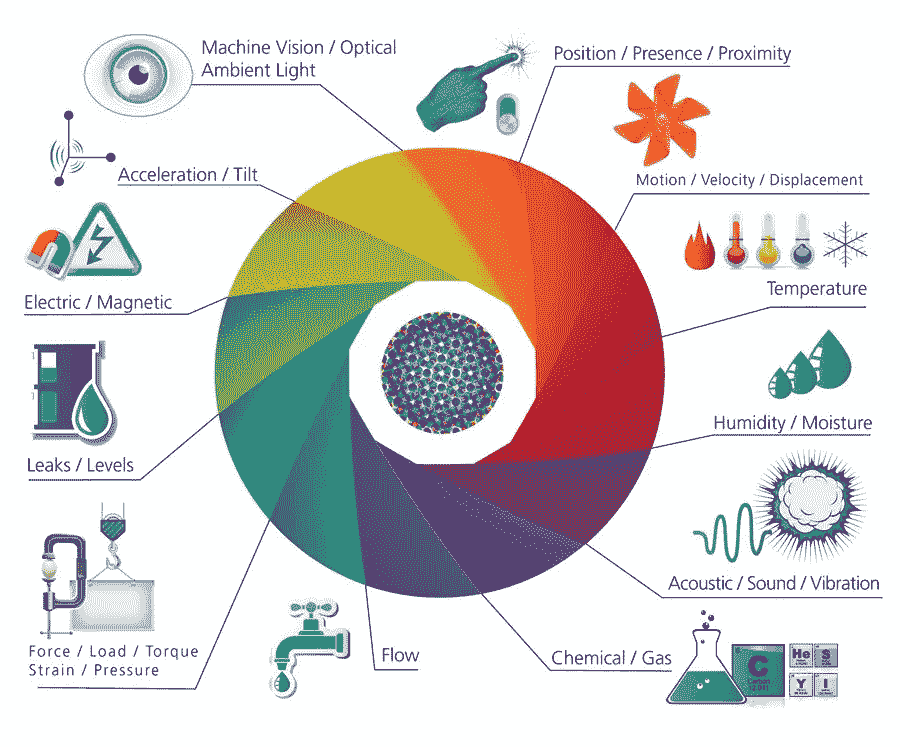 Machine Vision / Optical
Ambient Light
Position / Presence / Proximity
Acceleration / Tilt
Motion / Velocity / Displacement
Electric / Magnetic
Temperature
Humidity / Moisture
Leaks / Levels
Acoustic / Sound / Vibration
Force / Load / Torque
Strain / Pressure
Flow
Chemical / Gas
C
Carbon
He
S
Y
I